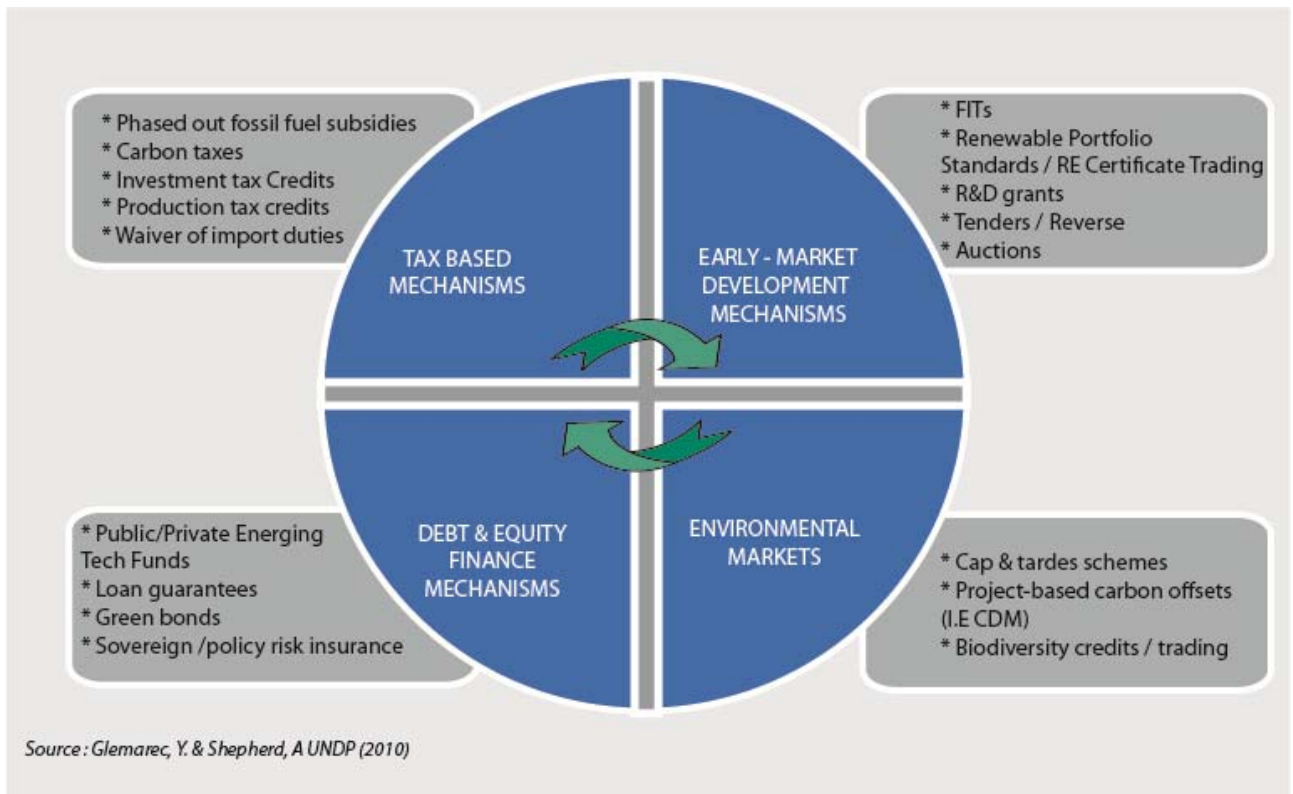 * Phased out fossil fuel subsidies
* Carbon taxes
* Investment tax Credits
* Production tax credits
* Waiver of import duties
TAX BASED
MECHANISMS
* FITs
* Renewable Portfolio
Standards / RE Certificate Trading
* R&D grants
* Tenders / Reverse
* Auctions
EARLY - MARKET
DEVELOPMENT
MECHANISMS
* Public/Private Energing
Tech Funds
* Loan guarantees
* Green bonds
* Sovereign /policy risk insurance
DEBT & EQUITY
FINANCE
MECHANISMS
ENVIRONMENTAL
MARKETS
* Cap & tardes schemes
* Project-based carbon offsets
(I.E CDM)
* Biodiversity credits / trading
Source : Glemarec, Y. & Shepherd, A UNDP (2010)